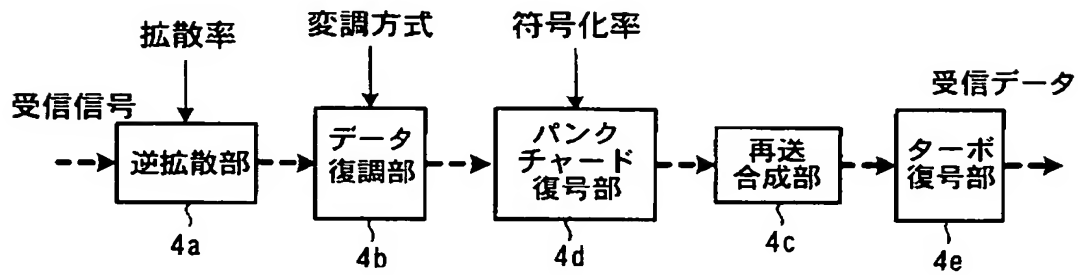 拡散率
変調方式
符号化率
受信信号
受信データ
逆拡散部
データ
復調部
パンク
チャード
復号部
再送
合成部
ターボ
復号部
4a
4b
4d
4c
4e